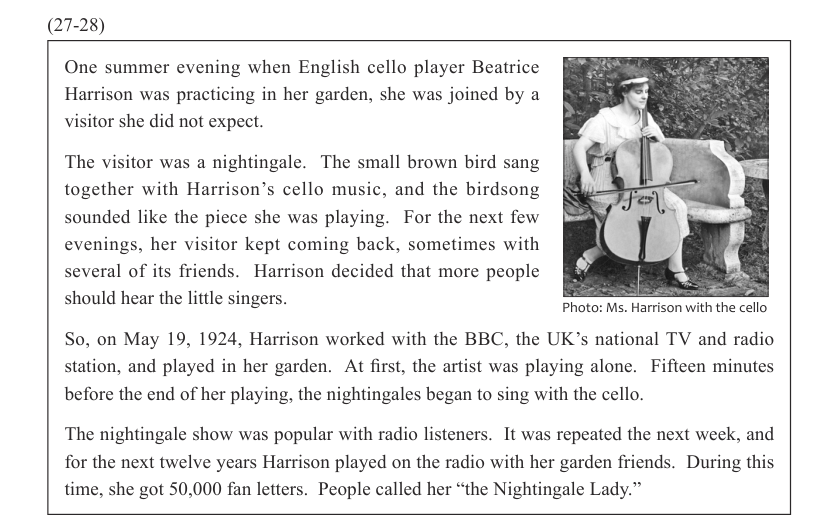 (27-28)
One summer evening when English cello player Beatrice
Harrison was practicing in her garden, she was joined by a
visitor she did not expect.
The visitor was a nightingale. The small brown bird sang
together with Harrison's cello music, and the birdsong
sounded like the piece she was playing. For the next few
evenings, her visitor kept coming back, sometimes with
several of its friends. Harrison decided that more people
should hear the little singers.
Photo: Ms. Harrison with the cello
So, on May 19, 1924, Harrison worked with the BBC, the UK's national TV and radio
station, and played in her garden. At first, the artist was playing alone. Fifteen minutes
before the end of her playing, the nightingales began to sing with the cello.
The nightingale show was popular with radio listeners. It was repeated the next week, and
for the next twelve years Harrison played on the radio with her garden friends. During this
time, she got 50,000 fan letters. People called her “the Nightingale Lady.”